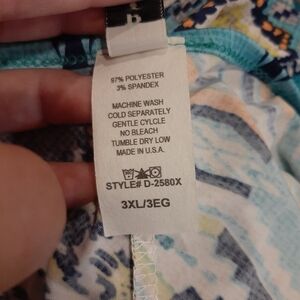 97% POLYESTER
3% SPANDEX
MACHINE WASH
COLD SEPARATELY
GENTLE CYLCLE
NO BLEACH
TUMBLE DRY LOW
MADE IN U.S.A.
STYLE# D-2580X
3XL/3EG